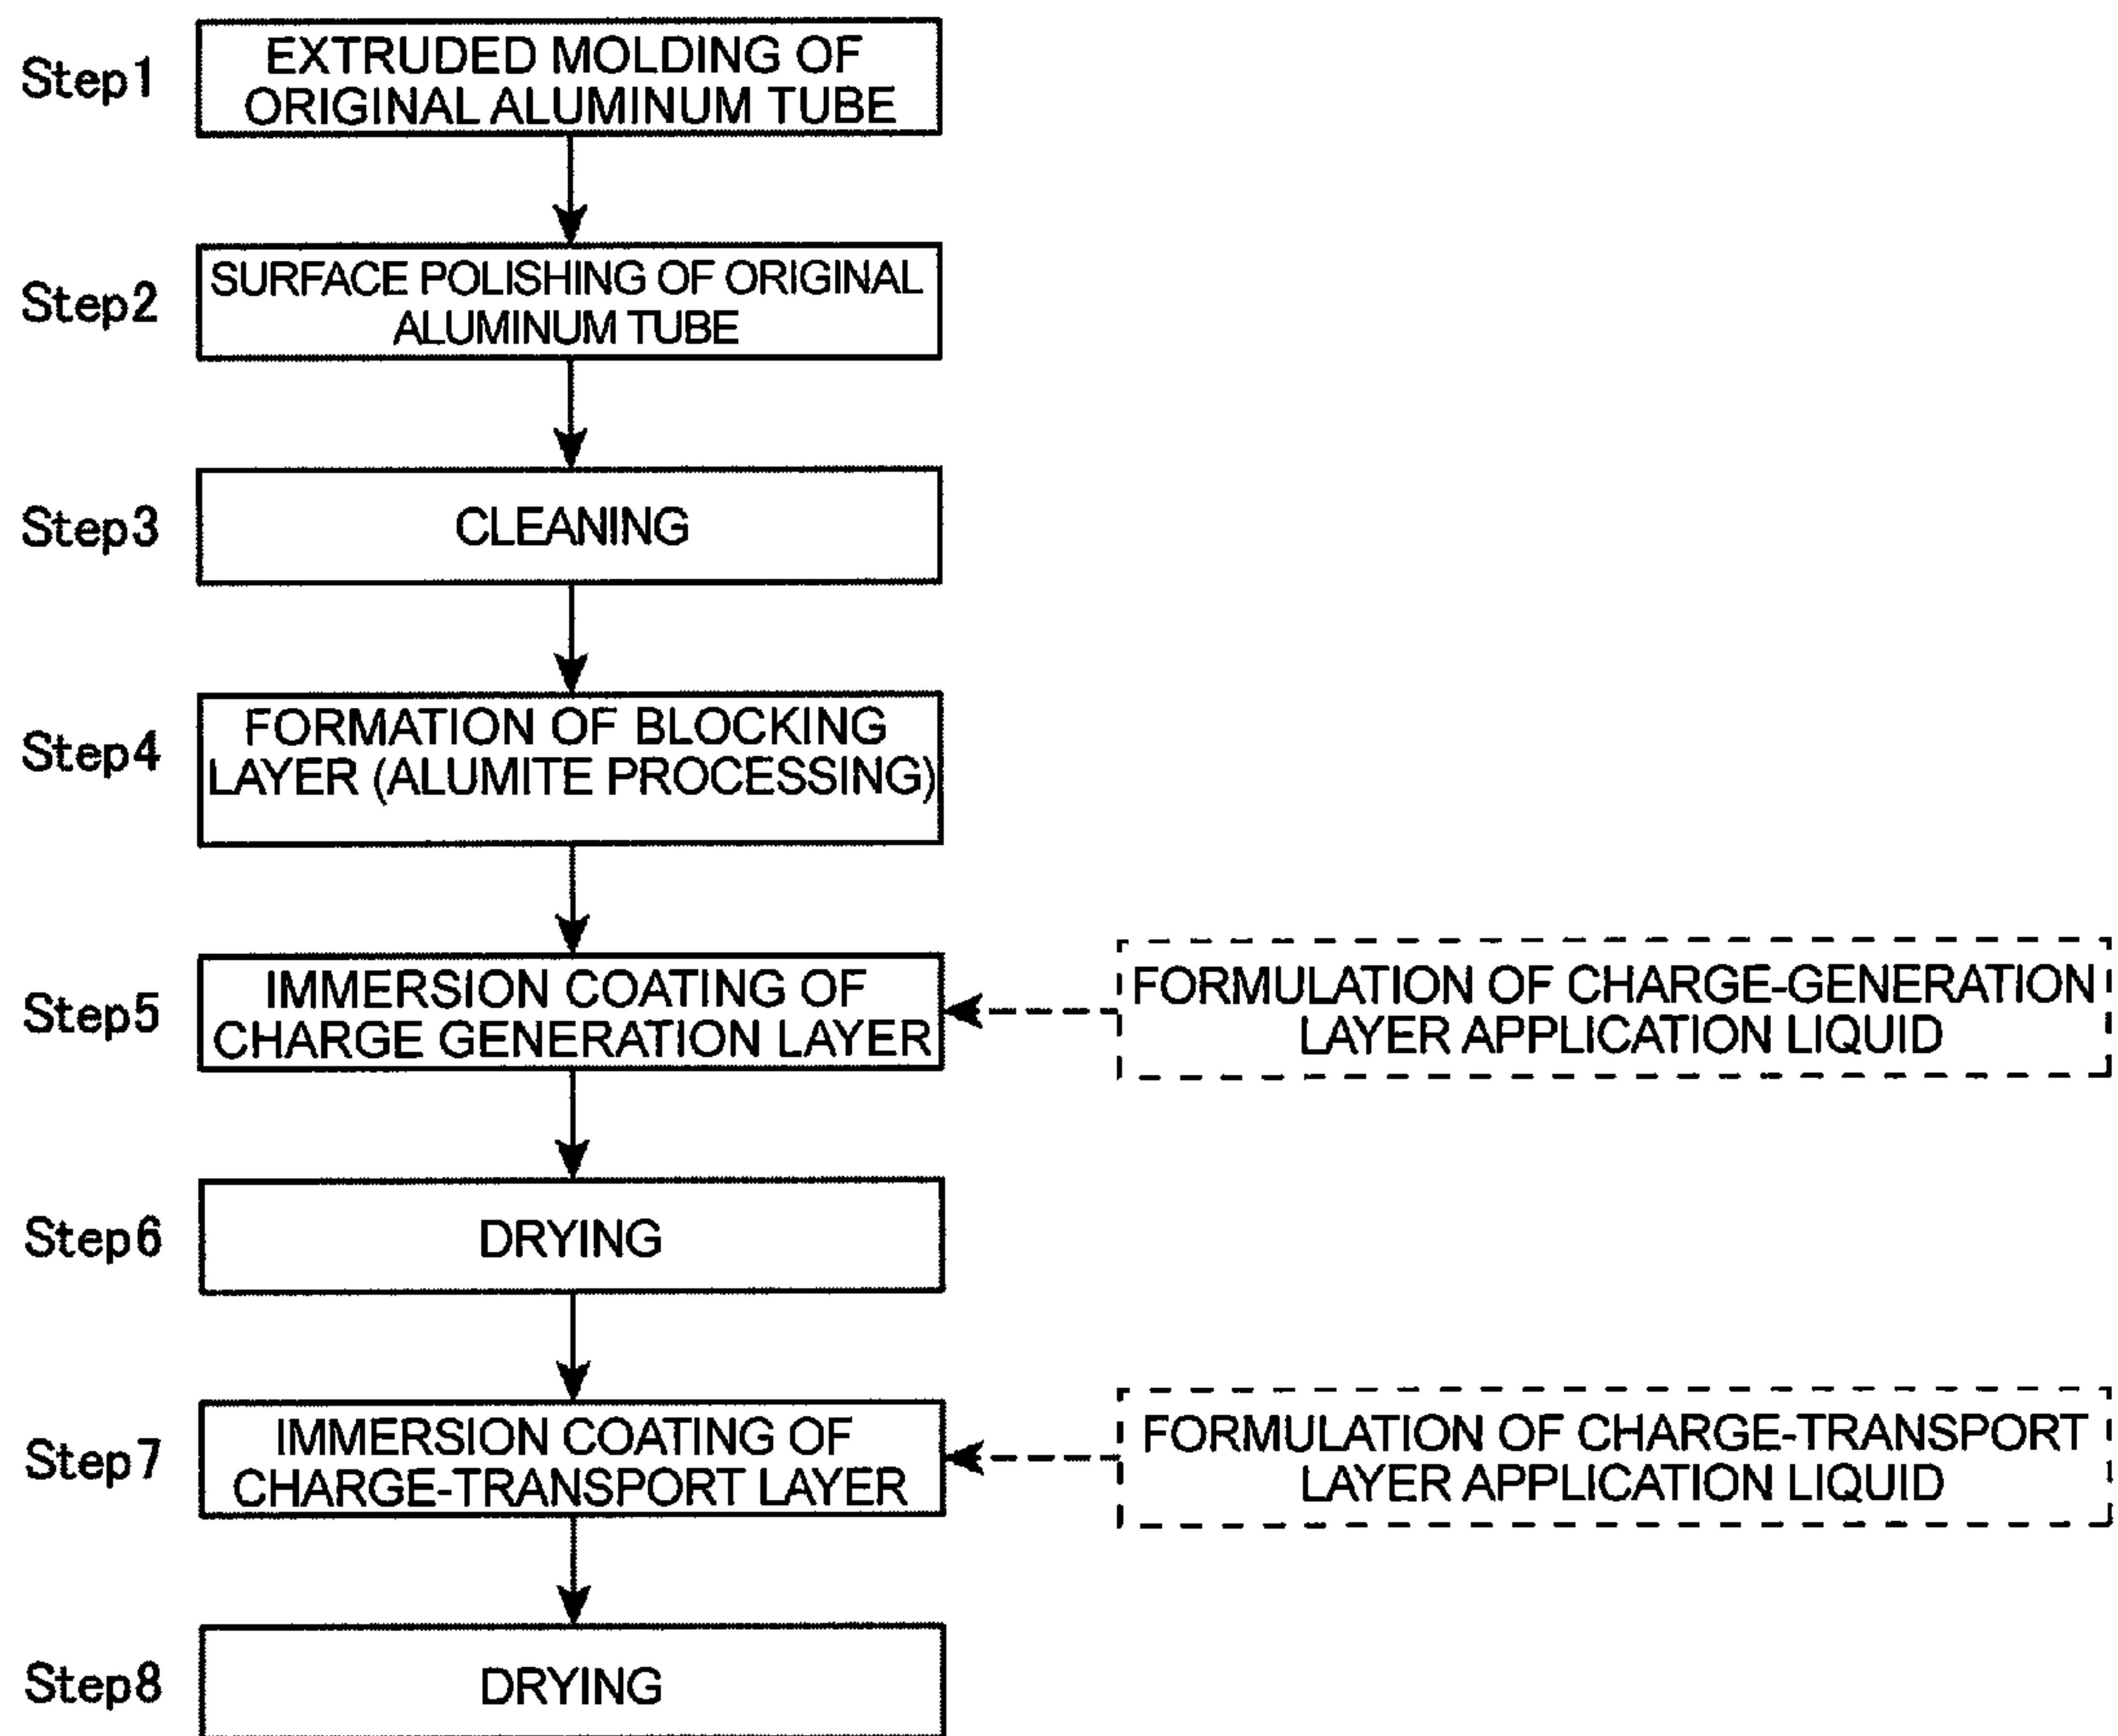 Step1
EXTRUDED MOLDING OF
ORIGINAL ALUMINUM TUBE
Step2
SURFACE POLISHING OF ORIGINAL
ALUMINUM TUBE
Step3
CLEANING
Step4
FORMATION OF BLOCKING
LAYER (ALUMITE PROCESSING)
Step5
IMMERSION COATING OF
CHARGE GENERATION LAYER
FORMULATION OF CHARGE-GENERATION
LAYER APPLICATION LIQUID
Step6
DRYING
Step7
IMMERSION COATING OF
CHARGE-TRANSPORT LAYER
FORMULATION OF CHARGE-TRANSPORT
LAYER APPLICATION LIQUID
Step8
DRYING